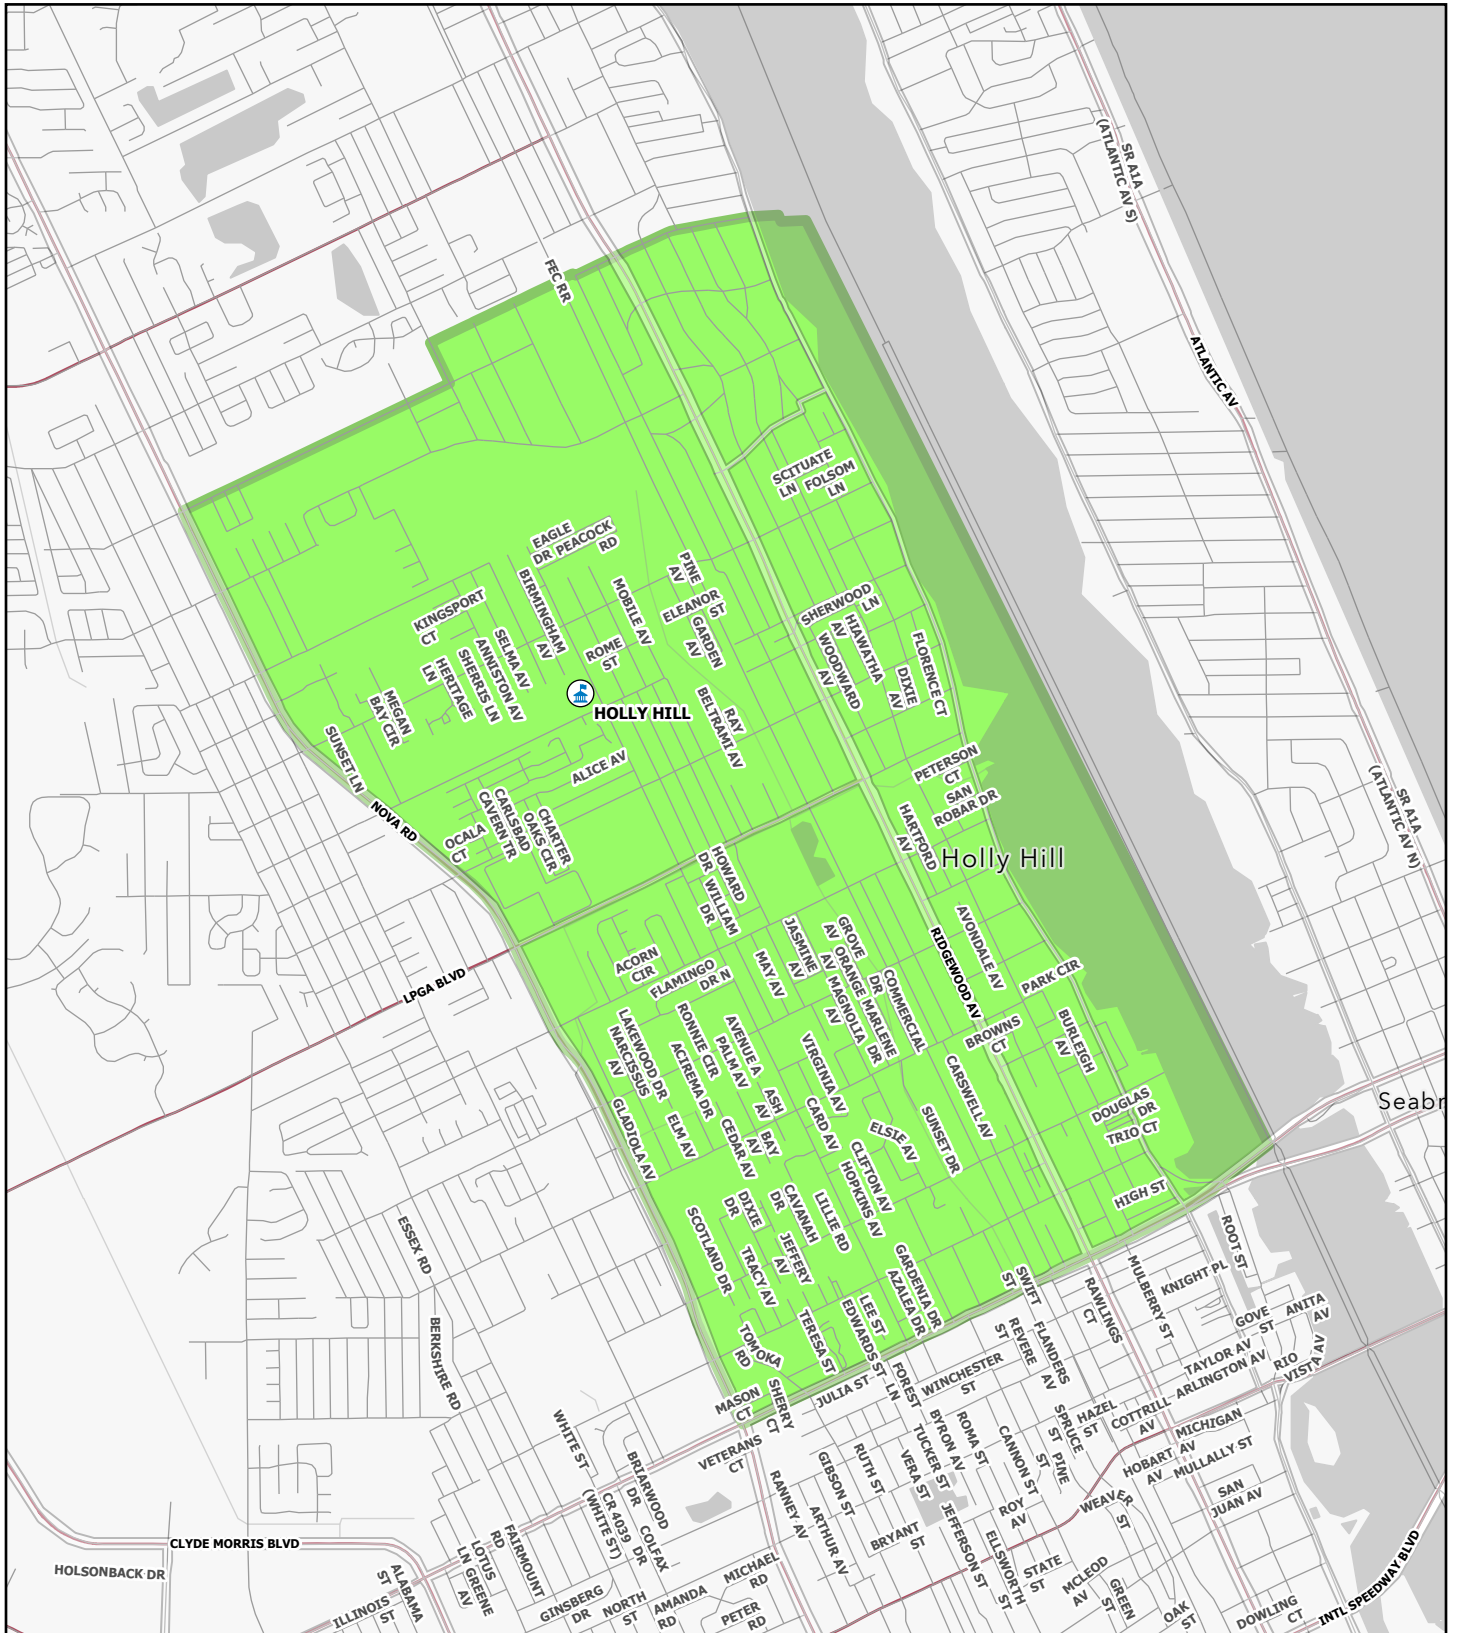 SR A1A
(ATLANTIC AV S)
FEC RR
ATLANTIC AV
SCITUATE
LN
FOLSOM
LN
EAGLE
DR
PEACOCK
RD
PINE
AV
BIRMINGHAM
AV
MOBILE AV
ELEANOR
ST
KINGSPORT
CT
SHERWOOD
LN
GARDEN
AV
HIAWATHA
AV
WOODWARD
AV
FLORENCE CT
DIXIE
AV
SELMA AV
ANNISTON AV
SHERRIS LN
HERITAGE
LN
ROME
ST
MEGAN
BAY CIR
HOLLY HILL
RAY
BELTRAMI AV
SUNSET LN
ALICE AV
PETERSON
CT
SAN
ROBAR DR
SR A1A
(ATLANTIC AV N)
NOVA RD
CARLSBAD
CAVERN TR
CHARTER
OAKS CIR
OCALA
CT
HARTFORD
AV
Holly Hill
HOWARD
DR
WILLIAM
DR
AVONDALE AV
RIDGEWOOD AV
GROVE
AV
JASMINE
AV
ORANGE
AV
MAGNOLIA
AV
MARLENE
DR
COMMERCIAL
DR
MAY AV
ACORN
CIR
FLAMINGO
DR N
LPGA BLVD
PARK CIR
BROWNS
CT
BURLEIGH
AV
LAKEWOOD DR
NARCISSUS
AV
RONNIE CIR
ACIREMA DR
AVENUE A
PALM AV
VIRGINIA AV
CARSWELL AV
ASH
AV
CARD AV
GLADIOLA AV
ELM AV
CEDAR AV
BAY
AV
ELSIE AV
SUNSET DR
DOUGLAS
DR
TRIO CT
Seabr
CLIFTON AV
HOPKINS AV
CAVANAH
DR
LILLIE RD
DIXIE
DR
HIGH ST
SCOTLAND DR
JEFFERY
AV
TRACY AV
GARDENIA DR
AZALEA DR
ROOT ST
ESSEX RD
SWIFT
ST
MULBERRY ST
KNIGHT PL
RAWLINGS
CT
LEE ST
EDWARDS ST
TERESA ST
TOMOKA
RD
BERKSHIRE RD
REVERE
ST
FLANDERS
AV
GOVE
ST
ANITA
AV
TAYLOR AV
ARLINGTON AV
RIO
VISTA AV
MASON
CT
SHERRY
CT
JULIA ST
FOREST
LN
WINCHESTER
ST
HAZEL
ST
COTTRILL
AV
SPRUCE
ST
MICHIGAN
AV
HOBART
AV
MULLALLY ST
WHITE ST
VETERANS
CT
BYRON AV
ROMA ST
CANNON ST
PINE
ST
TUCKER ST
VERA ST
RUTH ST
GIBSON ST
BRIARWOOD
DR
RANNEY AV
ARTHUR AV
SAN
JUAN AV
WEAVER
ST
ROY
AV
CR 4039
(WHITE ST)
COLFAX
DR
BRYANT
ST
JEFFERSON ST
ELLSWORTH
ST
CLYDE MORRIS BLVD
HOLSONBACK DR
FAIRMOUNT
RD
LOTUS
LN
GREENE
AV
ALABAMA
ST
ILLINOIS
ST
GINSBERG
DR
NORTH
ST
AMANDA
RD
MICHAEL
RD
PETER
RD
STATE
ST
MCLEOD
AV
GREEN
ST
OAK
ST
DOWLING
CT
INTL SPEEDWAY BLVD